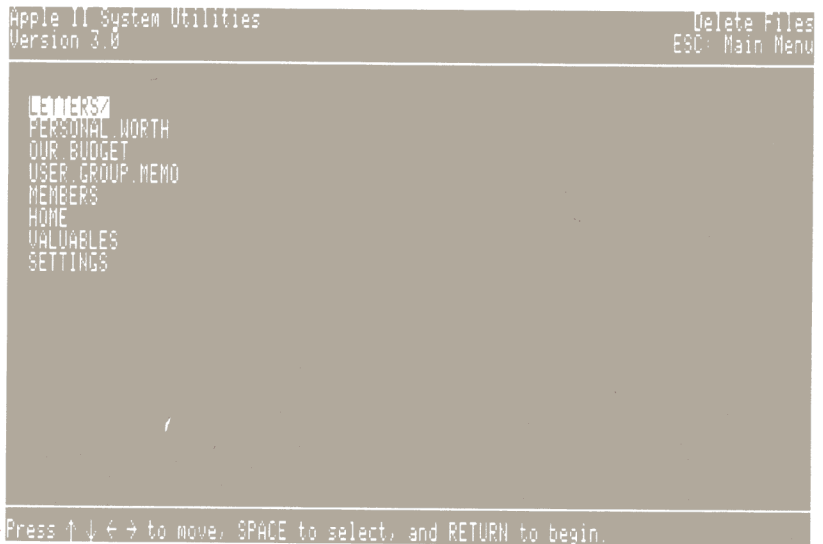 Apple II System Utilities
Delete Files
Version 3.0
ESC: Main Menu
LETTERS/
PERSONAL.WORTH
OUR.BUDGET
USER.GROUP.MEMO
MEMBERS
HOME
VALUABLES
SETTINGS
Press ↑ ↓ ← → to move, SPACE to select, and RETURN to begin.